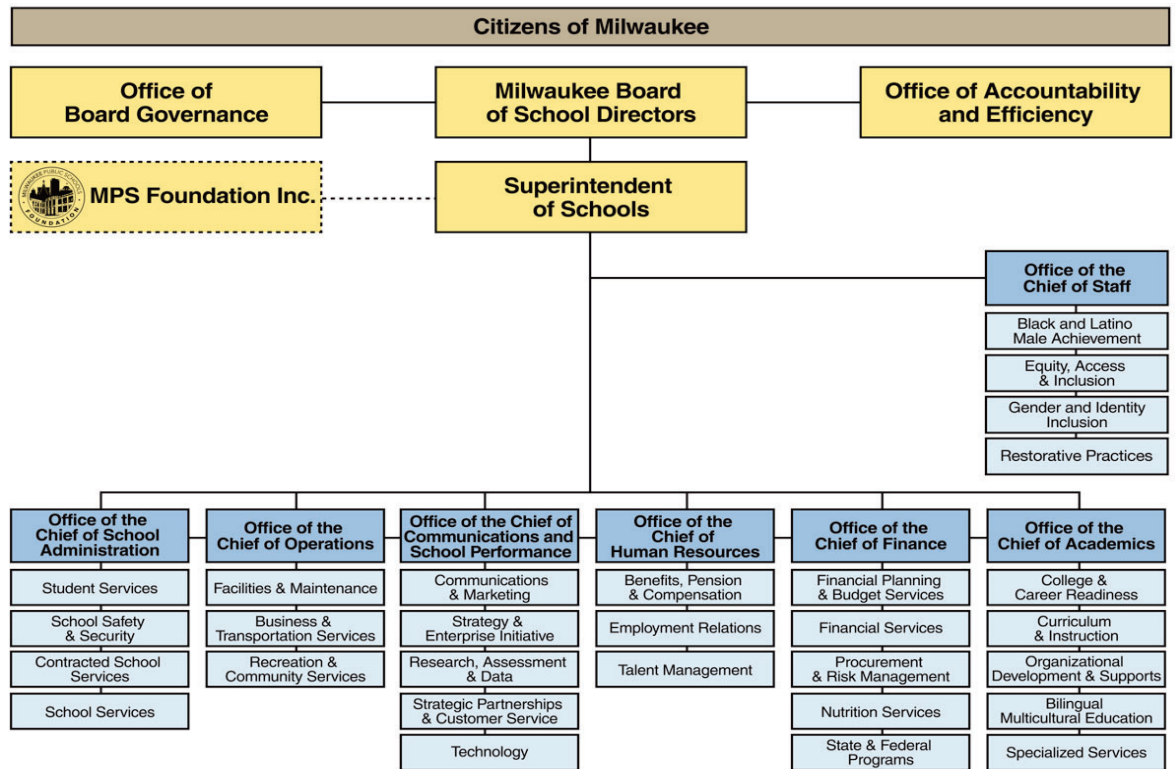 Citizens of Milwaukee
Office of
Board Governance
Milwaukee Board
of School Directors
Office of Accountability
and Efficiency
MILWAUKEE PUBLIC SCHOOLS
FOUNDATION
MPS Foundation Inc.
Superintendent
of Schools
Office of the
Chief of Staff
Black and Latino
Male Achievement
Equity, Access
& Inclusion
Gender and Identity
Inclusion
Restorative Practices
Office of the
Chief of School
Administration
Student Services
School Safety
& Security
Contracted School
Services
School Services
Office of the
Chief of Operations
Facilities & Maintenance
Business &
Transportation Services
Recreation &
Community Services
Office of the Chief of
Communications and
School Performance
Communications
& Marketing
Strategy &
Enterprise Initiative
Research, Assessment
& Data
Strategic Partnerships
& Customer Service
Technology
Office of the
Chief of
Human Resources
Benefits, Pension
& Compensation
Employment Relations
Talent Management
Office of the
Chief of Finance
Financial Planning
& Budget Services
Financial Services
Procurement
& Risk Management
Nutrition Services
State & Federal
Programs
Office of the
Chief of Academics
College &
Career Readiness
Curriculum
& Instruction
Organizational
Development & Supports
Bilingual
Multicultural Education
Specialized Services